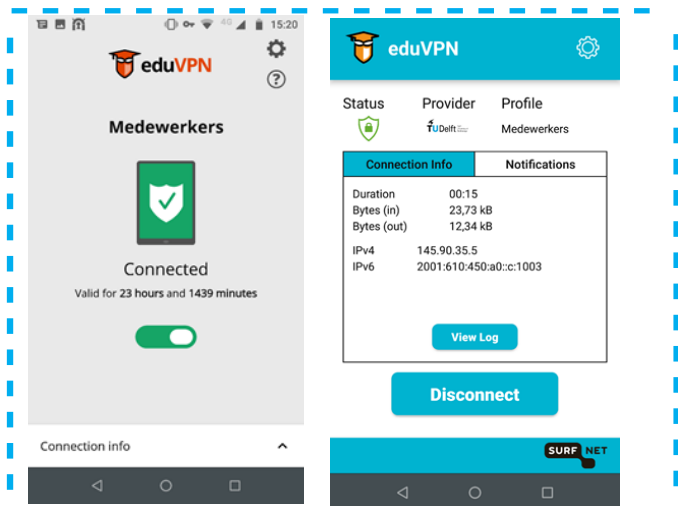 4G 15:20
eduVPN
Medewerkers
Connected
Valid for 23 hours and 1439 minutes
Connection info
eduVPN
Status Provider Profile
TUDelft Medewerkers
Connection Info Notifications
Duration 00:15
Bytes (in) 23,73 kB
Bytes (out) 12,34 kB
IPv4 145.90.35.5
IPv6 2001:610:450:a0::c:1003
View Log
Disconnect
SURF NET